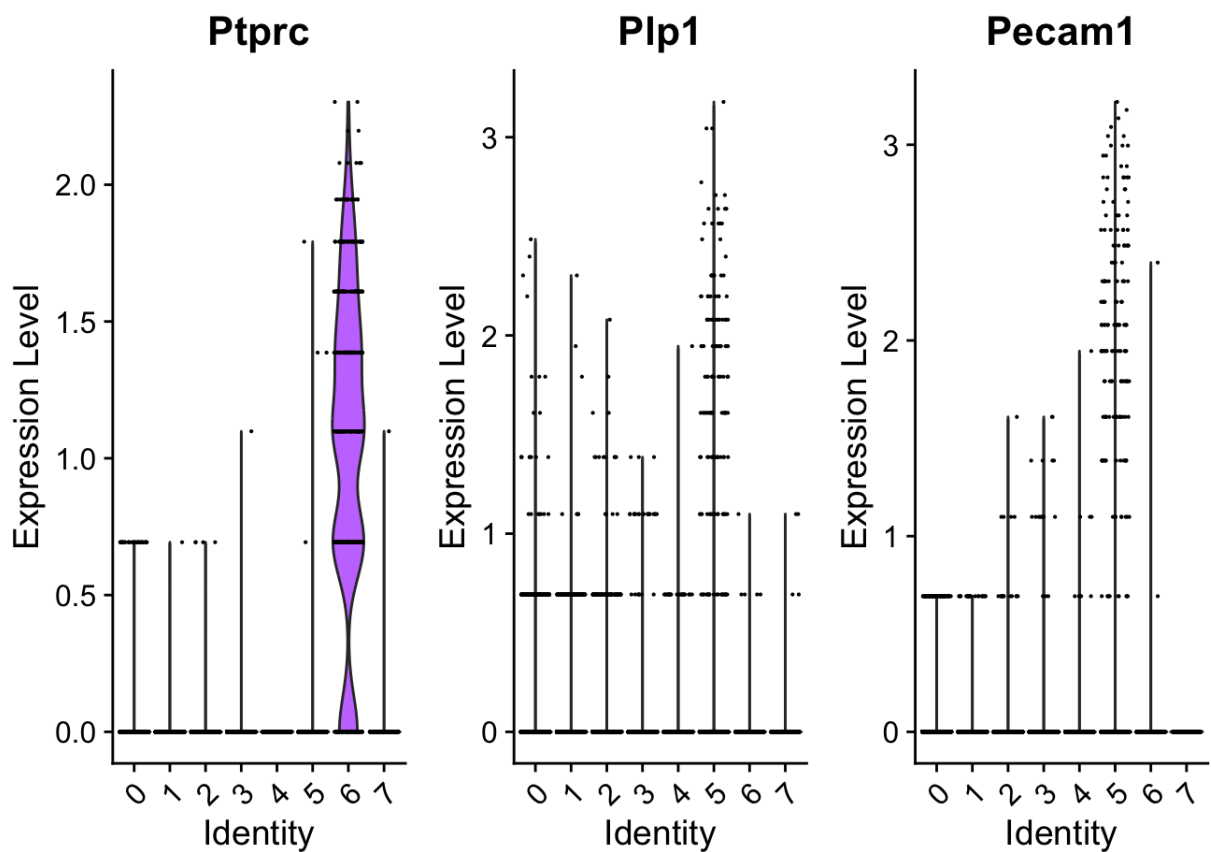 Ptprc
Expression Level
2.0
1.5
1.0
0.5
0.0
0 1 2 3 4 5 6 7
Identity
Plp1
Expression Level
3
2
1
0
0 1 2 3 4 5 6 7
Identity
Pecam1
Expression Level
3
2
1
0
0 1 2 3 4 5 6 7
Identity